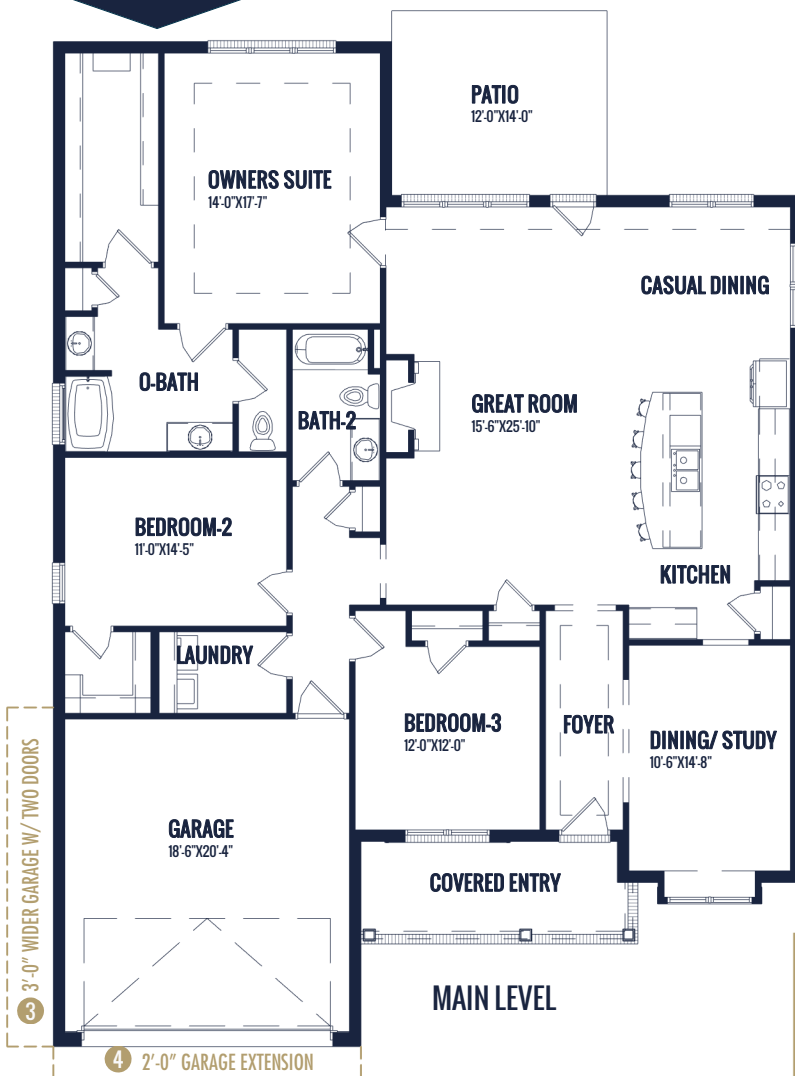 PATIO
12'-0"X14'-0"
OWNERS SUITE
14'-0"X17'-7"
CASUAL DINING
O-BATH
BATH-2
GREAT ROOM
15'-6"X25'-10"
BEDROOM-2
11'-0"X14'-5"
KITCHEN
LAUNDRY
BEDROOM-3
12'-0"X12'-0"
FOYER
DINING/ STUDY
10'-6"X14'-8"
GARAGE
18'-6"X20'-4"
COVERED ENTRY
MAIN LEVEL
3 3'-0" WIDER GARAGE W/ TWO DOORS
4 2'-0" GARAGE EXTENSION